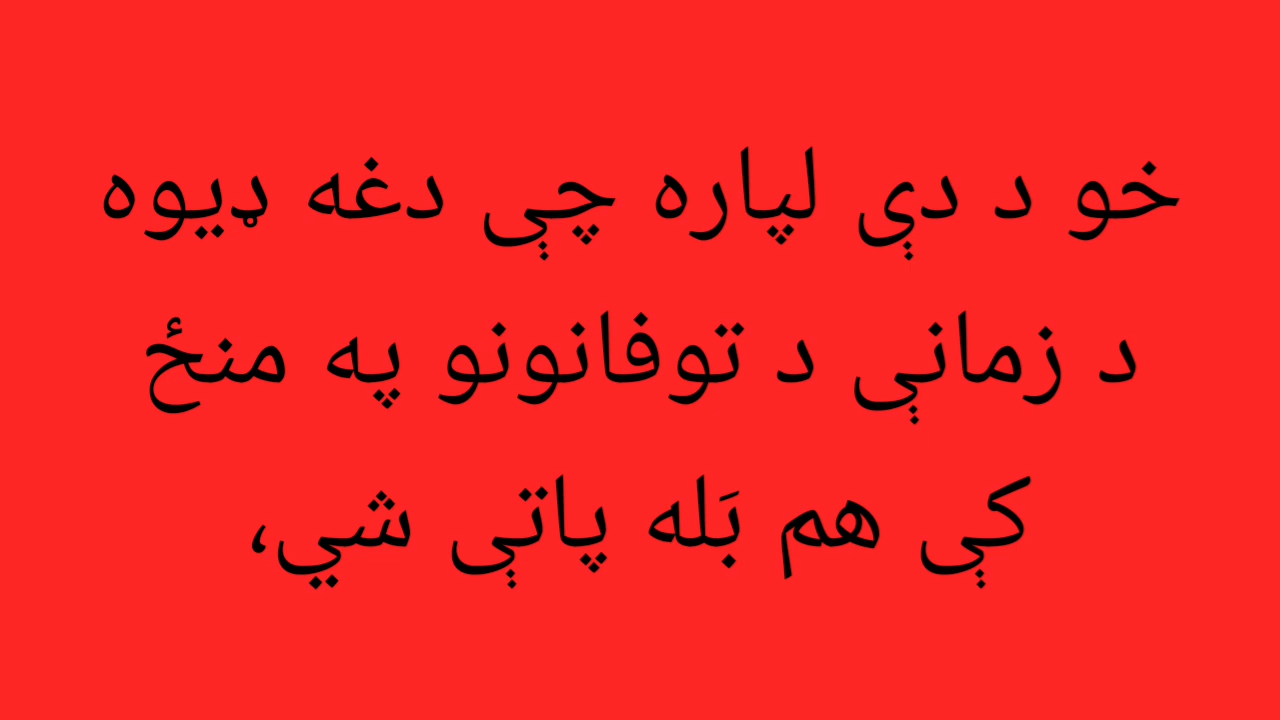 خو د دې لپاره چې دغه ډيوه
د زمانې د توفانونو په منځ
کې هم بَله پاتې شي،